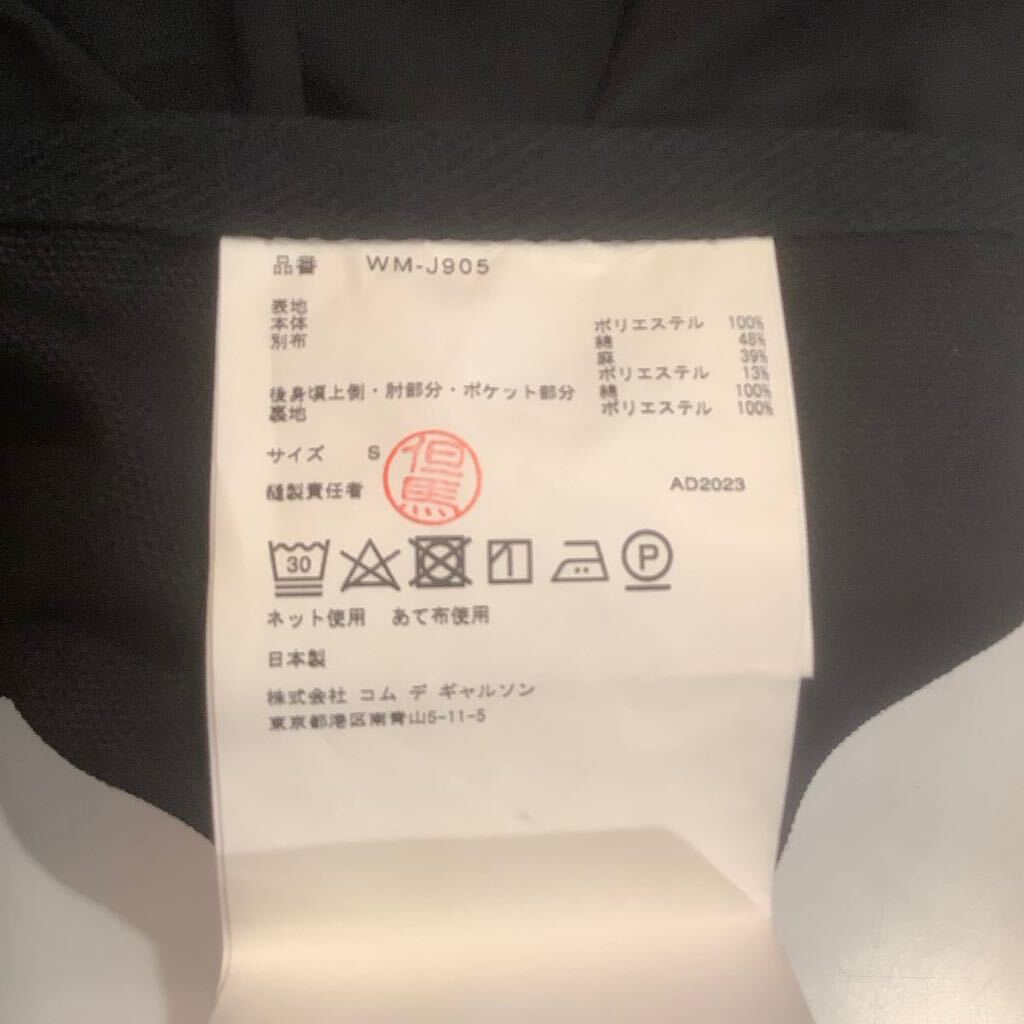 品番 WM-J905
表地
本体 ポリエステル 100%
別布 綿 48%
麻 39%
ポリエステル 13%
後身頃上側・肘部分・ポケット部分 綿 100%
裏地 ポリエステル 100%
サイズ S
但馬
縫製責任者 AD2023
30 P
ネット使用 あて布使用
日本製
株式会社 コム デ ギャルソン
東京都港区南青山5-11-5